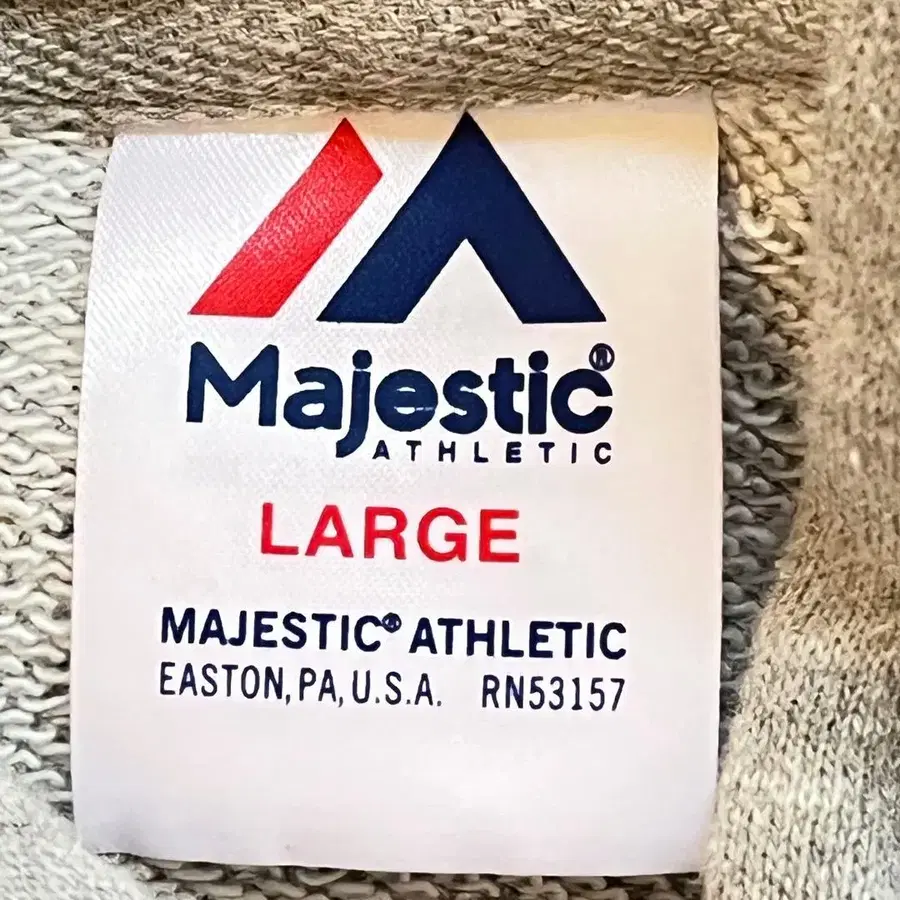 Majestic®
ATHLETIC
LARGE
MAJESTIC® ATHLETIC
EASTON, PA, U.S.A. RN53157